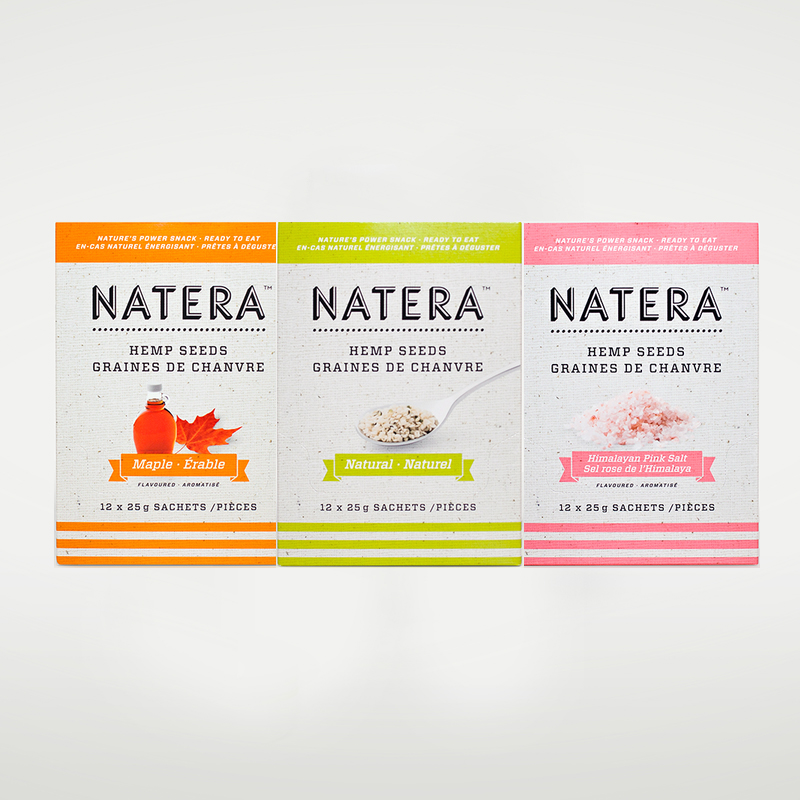 NATURE'S POWER SNACK · READY TO EAT
EN-CAS NATUREL ÉNERGISANT · PRÊTES À DÉGUSTE
NATERA™
HEMP SEEDS
GRAINES DE CHANVRE
Maple · Érable
FLAVOURED · AROMATISÉ
12 x 25g SACHETS /PIÈCES
NATURE'S POWER SNACK · READY TO EAT
EN-CAS NATUREL ÉNERGISANT · PRÊTES À DÉGUSTER
NATERA™
HEMP SEEDS
GRAINES DE CHANVRE
Natural · Naturel
12 x 25g SACHETS /PIÈCES
NATURE'S POWER SNACK · READY TO EAT
EN-CAS NATUREL ÉNERGISANT · PRÊTES À DÉGUSTER
NATERA™
HEMP SEEDS
GRAINES DE CHANVRE
Himalayan Pink Salt
Sel rose de l'Himalaya
FLAVOURED · AROMATISÉ
12 x 25g SACHETS /PIÈCES